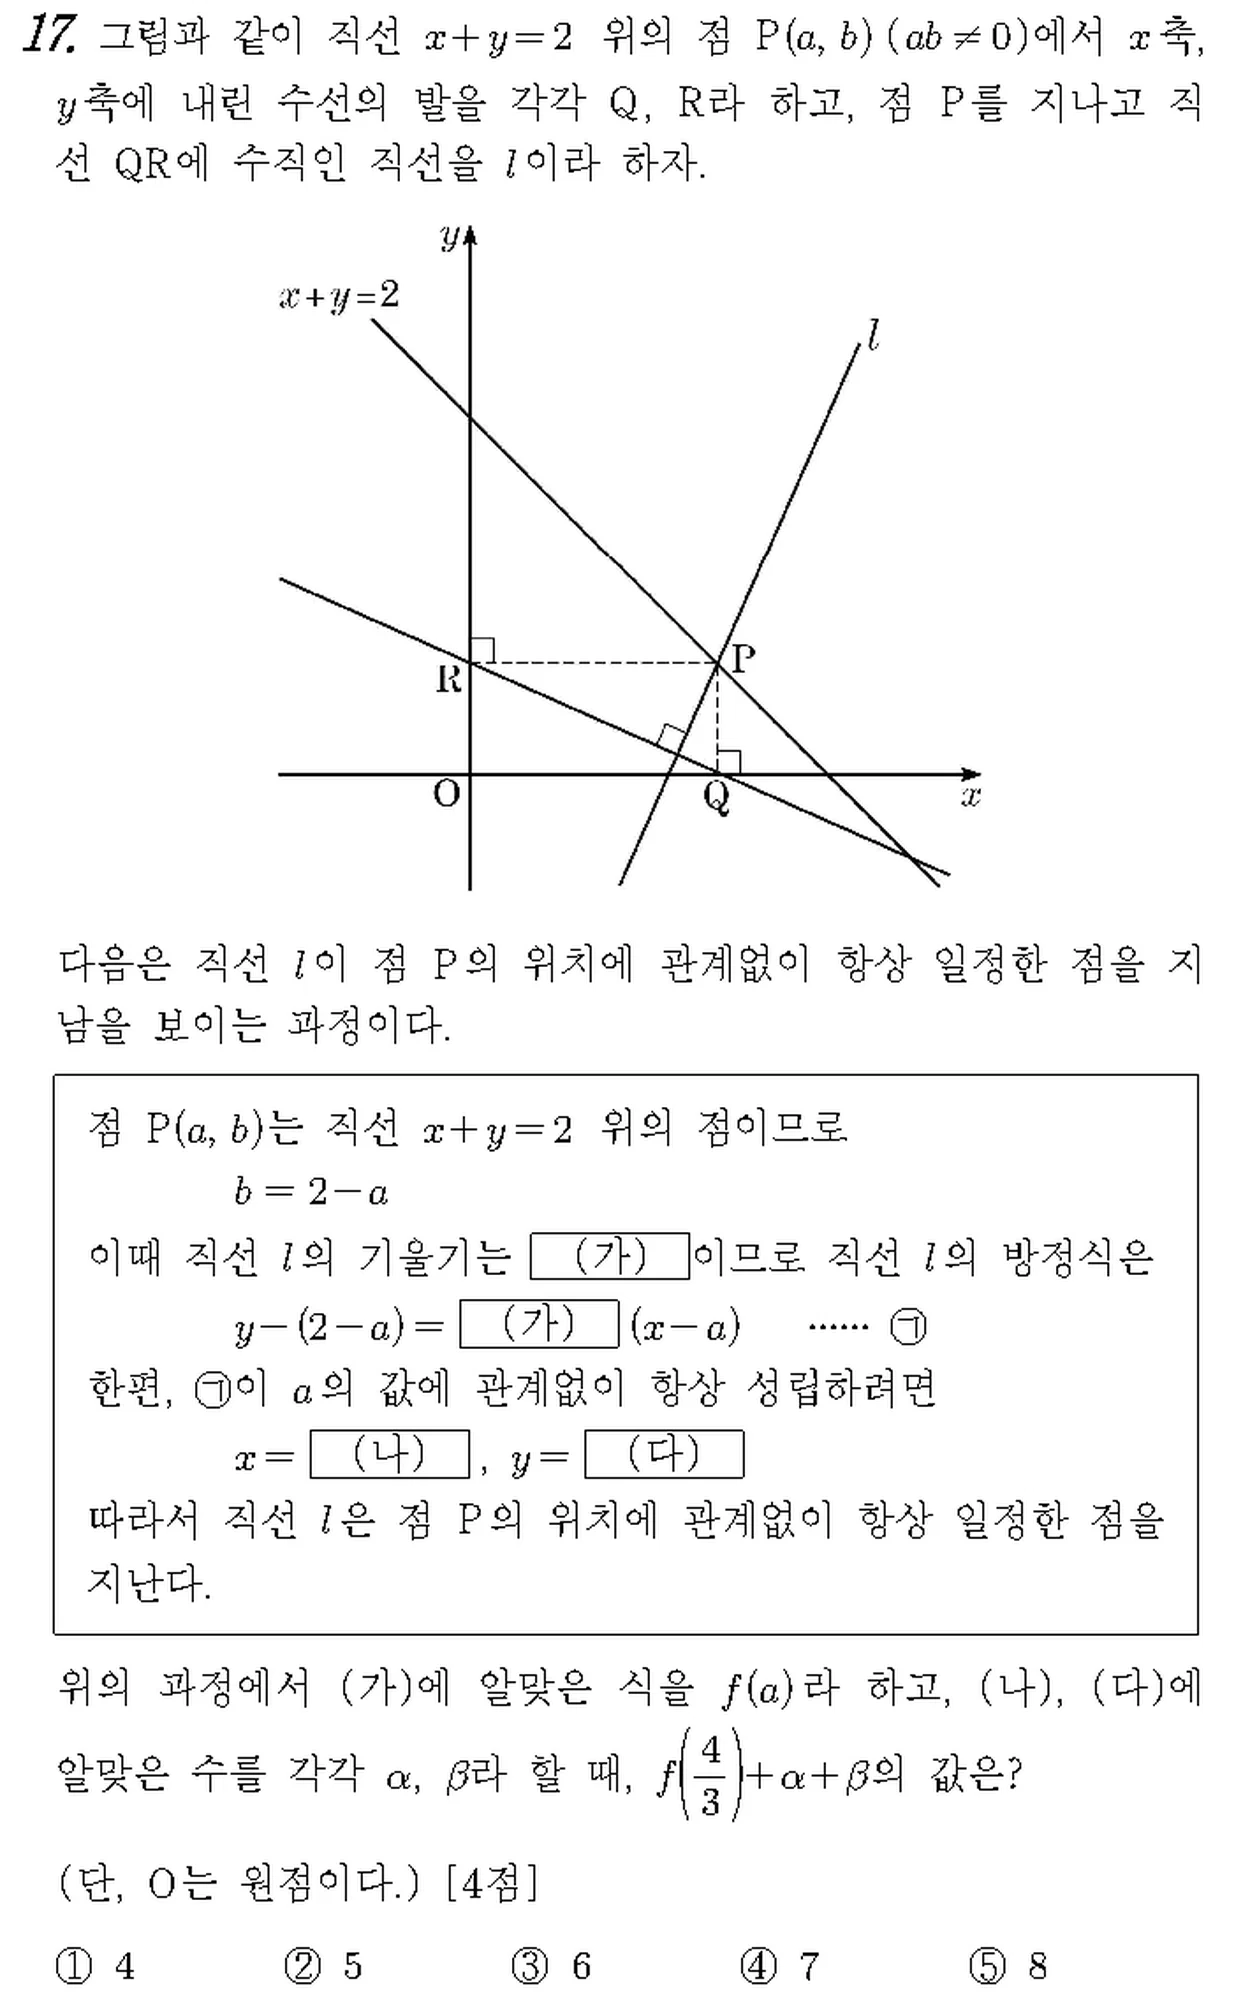 17. 그림과 같이 직선 x+y=2 위의 점 P(a, b) (ab≠0)에서 x축,
y축에 내린 수선의 발을 각각 Q, R라 하고, 점 P를 지나고 직
선 QR에 수직인 직선을 l이라 하자.
y
x+y=2
l
R
P
O
Q
x
다음은 직선 l이 점 P의 위치에 관계없이 항상 일정한 점을 지
남을 보이는 과정이다.
점 P(a, b)는 직선 x+y=2 위의 점이므로
b=2-a
이때 직선 l의 기울기는 (가) 이므로 직선 l의 방정식은
y-(2-a)= (가) (x-a) …… ㉠
한편, ㉠이 a의 값에 관계없이 항상 성립하려면
x= (나) , y= (다)
따라서 직선 l은 점 P의 위치에 관계없이 항상 일정한 점을
지난다.
위의 과정에서 (가)에 알맞은 식을 f(a)라 하고, (나), (다)에
알맞은 수를 각각 α, β라 할 때, f(4/3)+α+β의 값은?
(단, O는 원점이다.) [4점]
① 4 ② 5 ③ 6 ④ 7 ⑤ 8